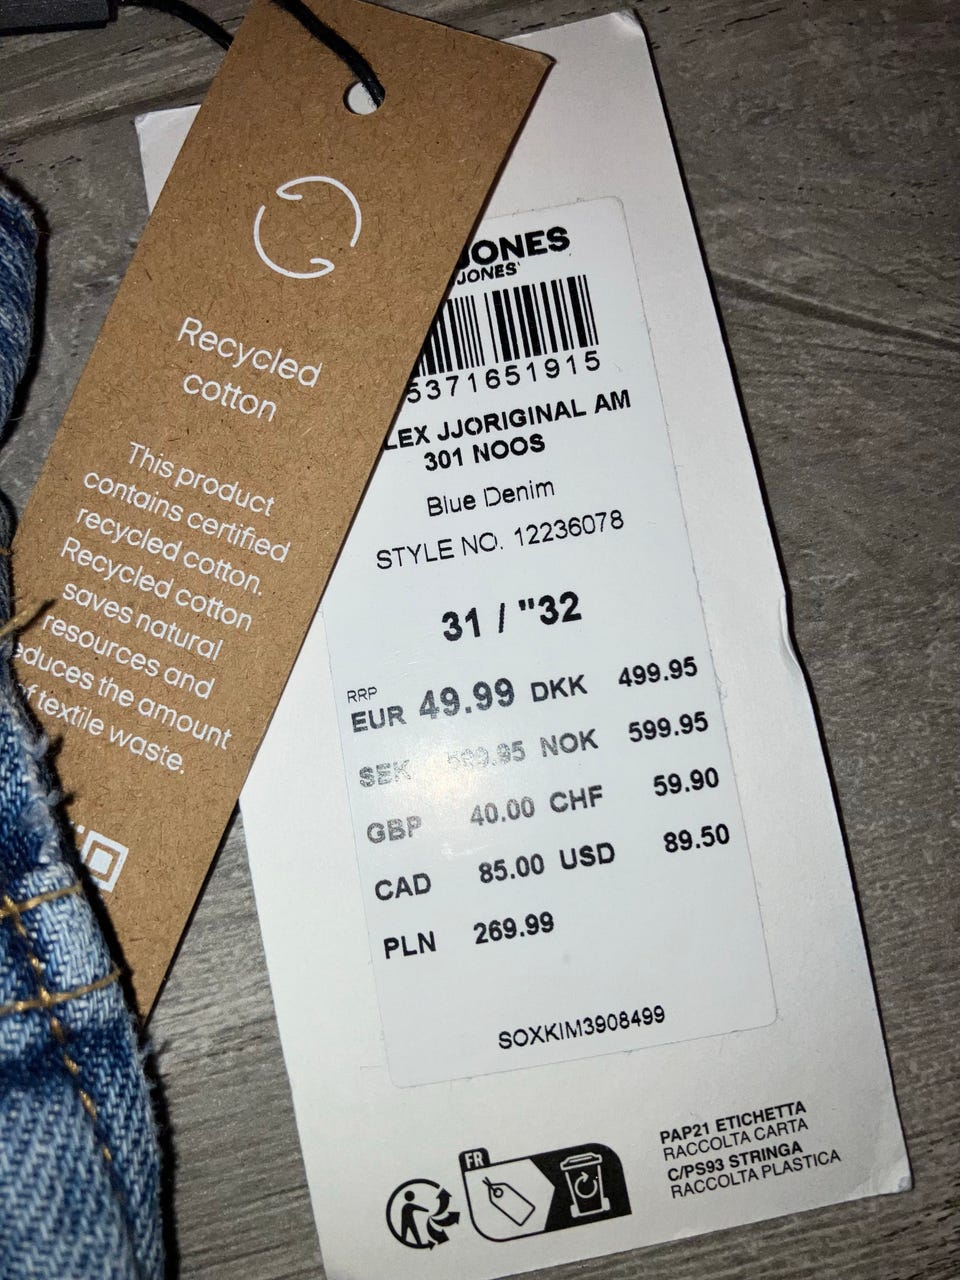 Recycled
cotton
This product
contains certified
recycled cotton.
Recycled cotton
saves natural
resources and
educes the amount
of textile waste.
JONES
JONES'
5371651915
LEX JJORIGINAL AM
301 NOOS
Blue Denim
STYLE NO. 12236078
31 / "32
RRP
EUR 49.99 DKK 499.95
SEK NOK 599.95
GBP 40.00 CHF 59.90
CAD 85.00 USD 89.50
PLN 269.99
SOXKIM3908499
FR
PAP21 ETICHETTA
RACCOLTA CARTA
C/PS93 STRINGA
RACCOLTA PLASTICA